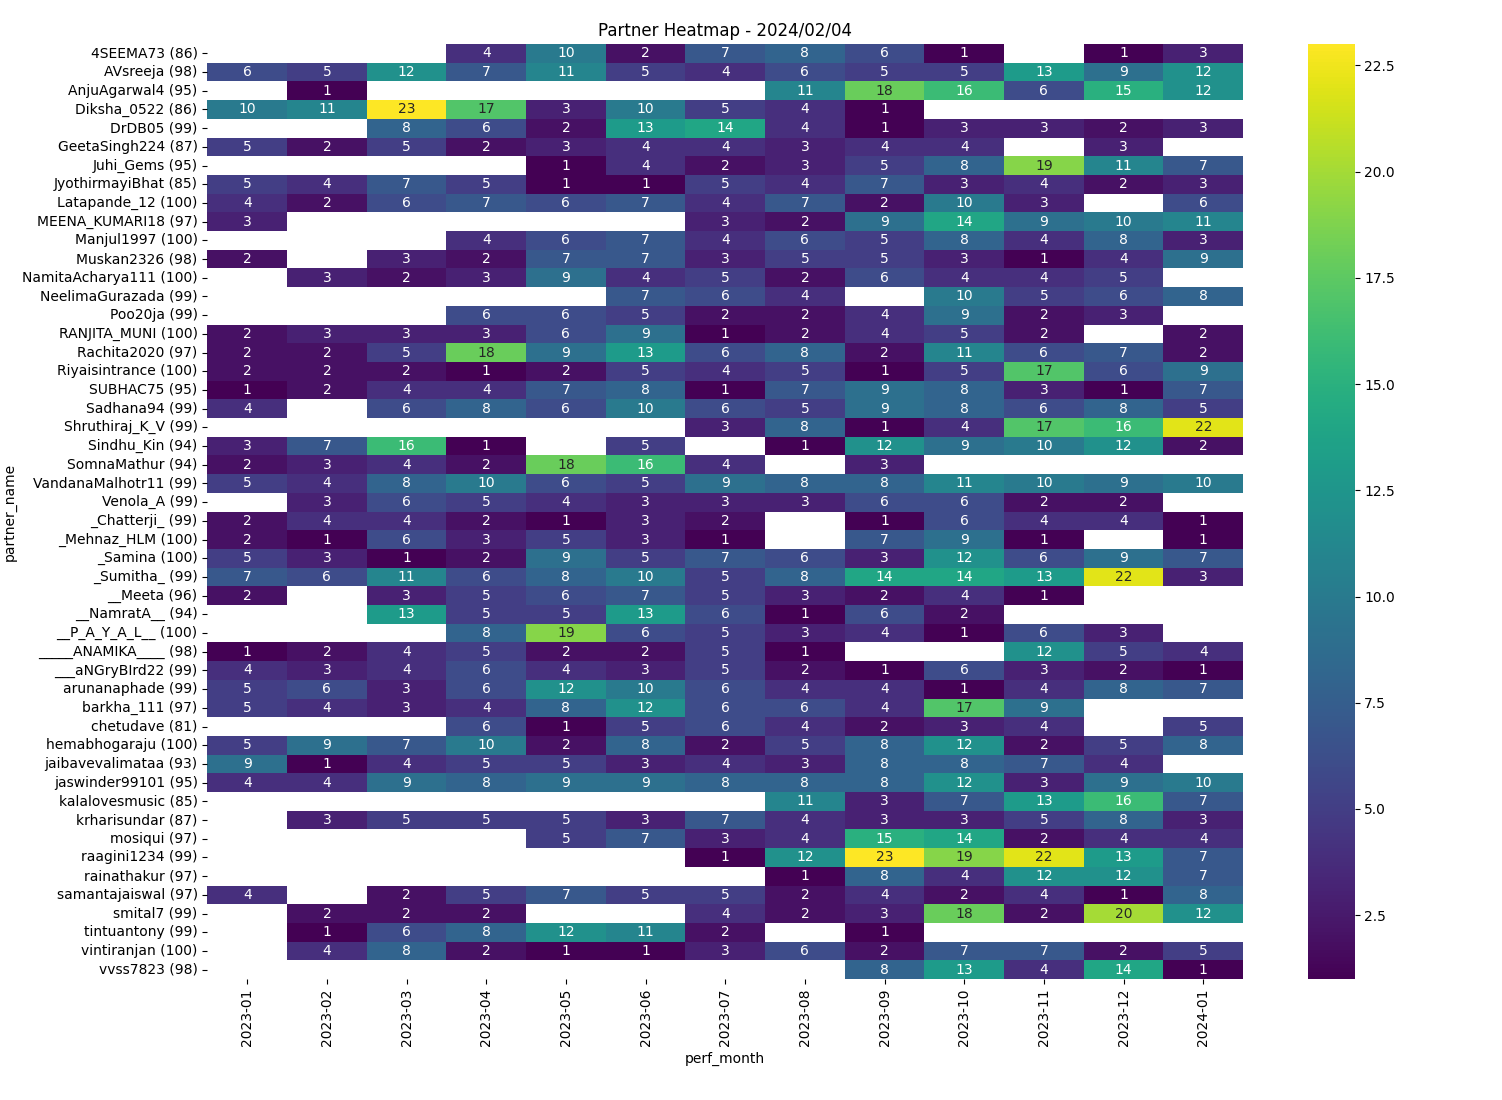 Partner Heatmap - 2024/02/04
4SEEMA73 (86) 4 10 2 7 8 6 1 1 3
AVsreeja (98) 6 5 12 7 11 5 4 6 5 5 13 9 12
AnjuAgarwal4 (95) 1 11 18 16 6 15 12
Diksha_0522 (86) 10 11 23 17 3 10 5 4 1
DrDB05 (99) 8 6 2 13 14 4 1 3 3 2 3
GeetaSingh224 (87) 5 2 5 2 3 4 4 3 4 4 3
Juhi_Gems (95) 1 4 2 3 5 8 19 11 7
JyothirmayiBhat (85) 5 4 7 5 1 1 5 4 7 3 4 2 3
Latapande_12 (100) 4 2 6 7 6 7 4 7 2 10 3 6
MEENA_KUMARI18 (97) 3 3 2 9 14 9 10 11
Manjul1997 (100) 4 6 7 4 6 5 8 4 8 3
Muskan2326 (98) 2 3 2 7 7 3 5 5 3 1 4 9
NamitaAcharya111 (100) 3 2 3 9 4 5 2 6 4 4 5
NeelimaGurazada (99) 7 6 4 10 5 6 8
Poo20ja (99) 6 6 5 2 2 4 9 2 3
RANJITA_MUNI (100) 2 3 3 3 6 9 1 2 4 5 2 2
Rachita2020 (97) 2 2 5 18 9 13 6 8 2 11 6 7 2
Riyaisintrance (100) 2 2 2 1 2 5 4 5 1 5 17 6 9
SUBHAC75 (95) 1 2 4 4 7 8 1 7 9 8 3 1 7
Sadhana94 (99) 4 6 8 6 10 6 5 9 8 6 8 5
Shruthiraj_K_V (99) 3 8 1 4 17 16 22
Sindhu_Kin (94) 3 7 16 1 5 1 12 9 10 12 2
SomnaMathur (94) 2 3 4 2 18 16 4 3
VandanaMalhotr11 (99) 5 4 8 10 6 5 9 8 8 11 10 9 10
Venola_A (99) 3 6 5 4 3 3 3 6 6 2 2
_Chatterji_ (99) 2 4 4 2 1 3 2 1 6 4 4 1
_Mehnaz_HLM (100) 2 1 6 3 5 3 1 7 9 1 1
_Samina (100) 5 3 1 2 9 5 7 6 3 12 6 9 7
_Sumitha_ (99) 7 6 11 6 8 10 5 8 14 14 13 22 3
__Meeta (96) 2 3 5 6 7 5 3 2 4 1
__NamratA__ (94) 13 5 5 13 6 1 6 2
__P_A_Y_A_L__ (100) 8 19 6 5 3 4 1 6 3
_____ANAMIKA____ (98) 1 2 4 5 2 2 5 1 12 5 4
___aNGryBIrd22 (99) 4 3 4 6 4 3 5 2 1 6 3 2 1
arunanaphade (99) 5 6 3 6 12 10 6 4 4 1 4 8 7
barkha_111 (97) 5 4 3 4 8 12 6 6 4 17 9
chetudave (81) 6 1 5 6 4 2 3 4 5
hemabhogaraju (100) 5 9 7 10 2 8 2 5 8 12 2 5 8
jaibavevalimataa (93) 9 1 4 5 5 3 4 3 8 8 7 4
jaswinder99101 (95) 4 4 9 8 9 9 8 8 8 12 3 9 10
kalalovesmusic (85) 11 3 7 13 16 7
krharisundar (87) 3 5 5 5 3 7 4 3 3 5 8 3
mosiqui (97) 5 7 3 4 15 14 2 4 4
raagini1234 (99) 1 12 23 19 22 13 7
rainathakur (97) 1 8 4 12 12 7
samantajaiswal (97) 4 2 5 7 5 5 2 4 2 4 1 8
smital7 (99) 2 2 2 4 2 3 18 2 20 12
tintuantony (99) 1 6 8 12 11 2 1
vintiranjan (100) 4 8 2 1 1 3 6 2 7 7 2 5
vvss7823 (98) 8 13 4 14 1
2023-01 2023-02 2023-03 2023-04 2023-05 2023-06 2023-07 2023-08 2023-09 2023-10 2023-11 2023-12 2024-01
perf_month
partner_name
22.5
20.0
17.5
15.0
12.5
10.0
7.5
5.0
2.5